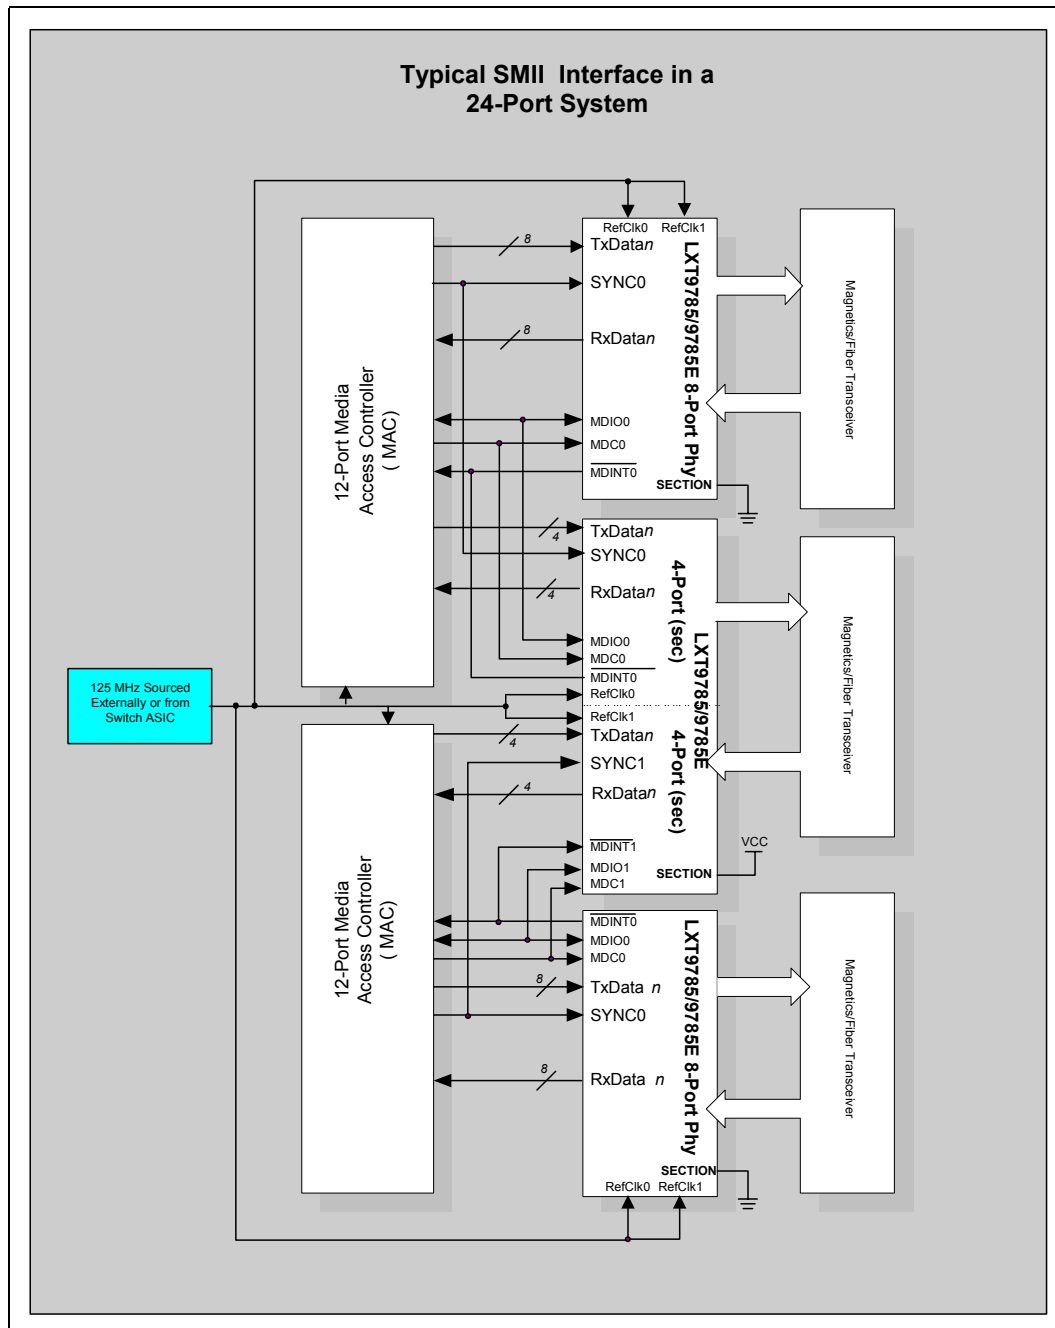 Typical SMII Interface in a
24-Port System
RefClk0
RefClk1
TxDatan
8
SYNC0
RxDatan
8
MDIO0
MDC0
MDINT0
SECTION
LXT9785/9785E 8-Port Phy
Magnetics/Fiber Transceiver
12-Port Media
Access Controller
( MAC)
TxDatan
4
SYNC0
RxDatan
4
MDIO0
MDC0
MDINT0
RefClk0
4-Port (sec)
LXT9785/9785E
Magnetics/Fiber Transceiver
125 MHz Sourced
Externally or from
Switch ASIC
RefClk1
TxDatan
4
SYNC1
RxDatan
4
4-Port (sec)
MDINT1
MDIO1
MDC1
SECTION
VCC
12-Port Media
Access Controller
( MAC)
MDINT0
MDIO0
MDC0
TxData n
8
SYNC0
RxData n
8
LXT9785/9785E 8-Port Phy
SECTION
RefClk0
RefClk1
Magnetics/Fiber Transceiver